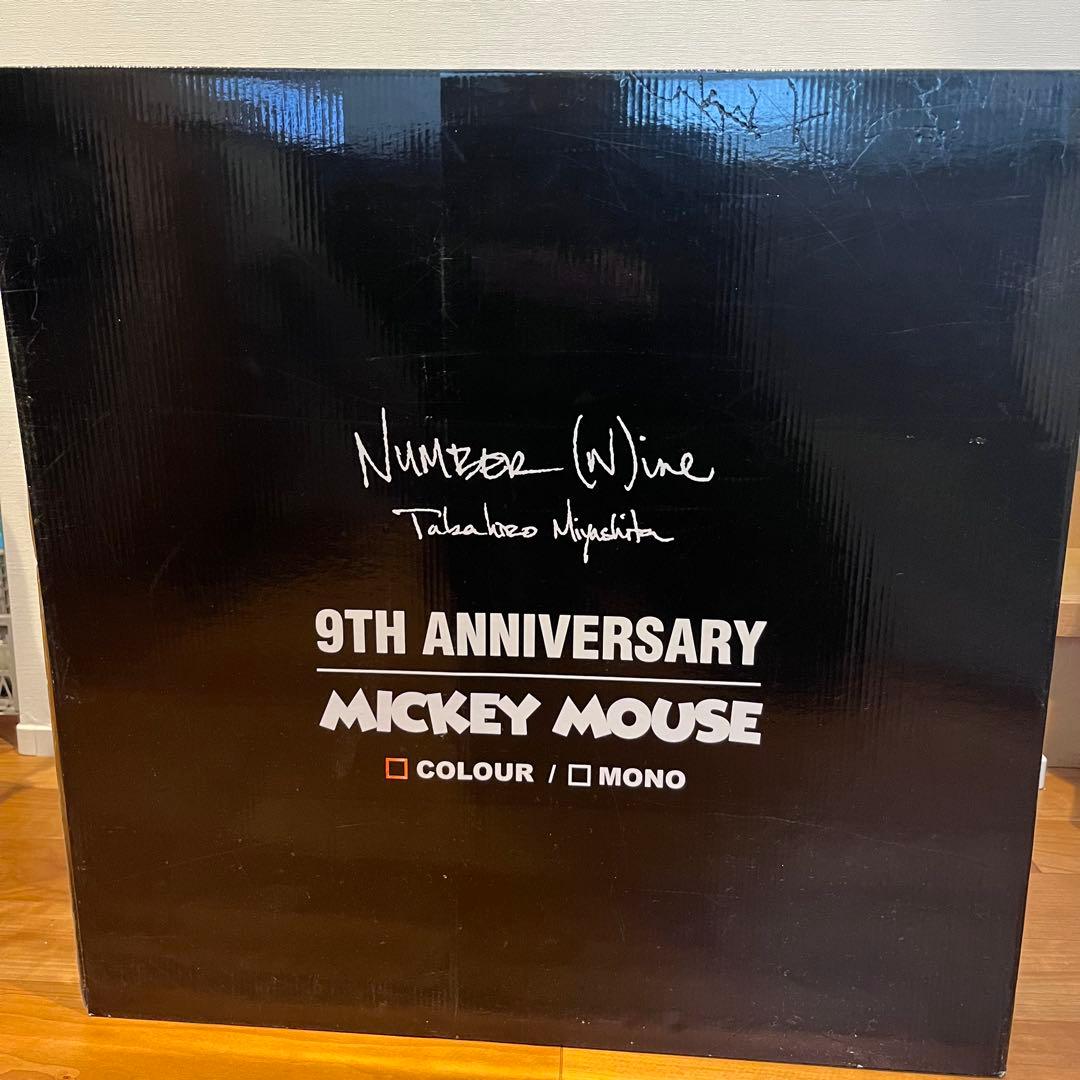 NUMBER (N)ine
Takahiro Miyashita
9TH ANNIVERSARY
MICKEY MOUSE
COLOUR / MONO